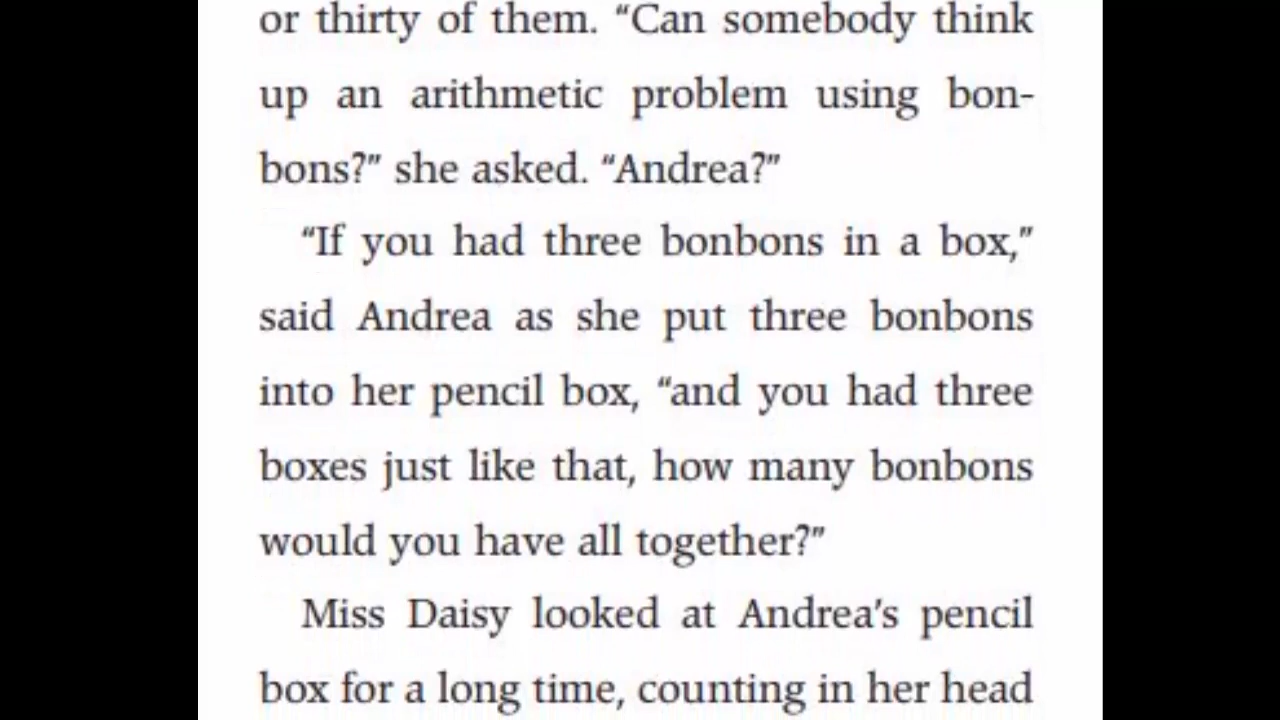 or thirty of them. “Can somebody think
up an arithmetic problem using bon-
bons?” she asked. “Andrea?”
“If you had three bonbons in a box,”
said Andrea as she put three bonbons
into her pencil box, “and you had three
boxes just like that, how many bonbons
would you have all together?”
Miss Daisy looked at Andrea’s pencil
box for a long time, counting in her head